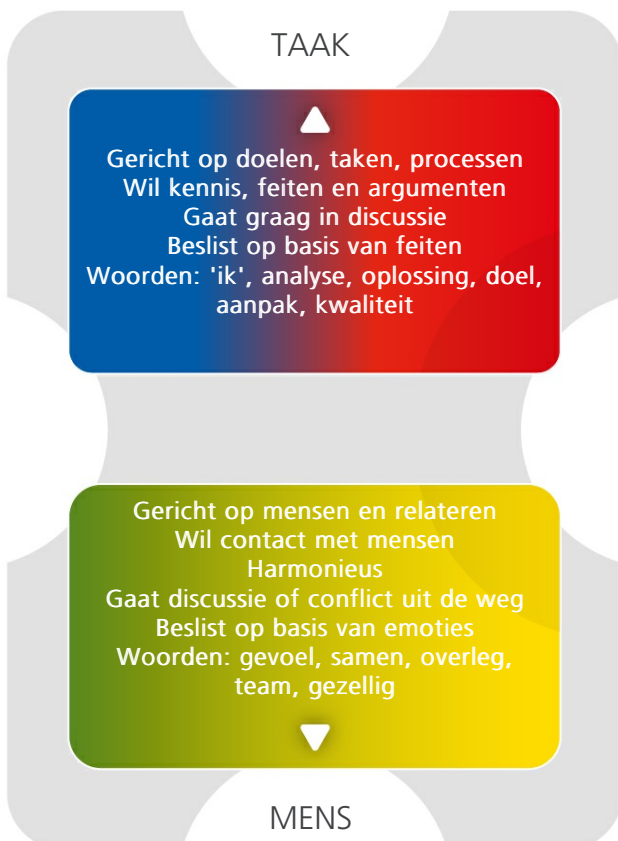 TAAK
Gericht op doelen, taken, processen
Wil kennis, feiten en argumenten
Gaat graag in discussie
Beslist op basis van feiten
Woorden: 'ik', analyse, oplossing, doel,
aanpak, kwaliteit
Gericht op mensen en relateren
Wil contact met mensen
Harmonieus
Gaat discussie of conflict uit de weg
Beslist op basis van emoties
Woorden: gevoel, samen, overleg,
team, gezellig
MENS